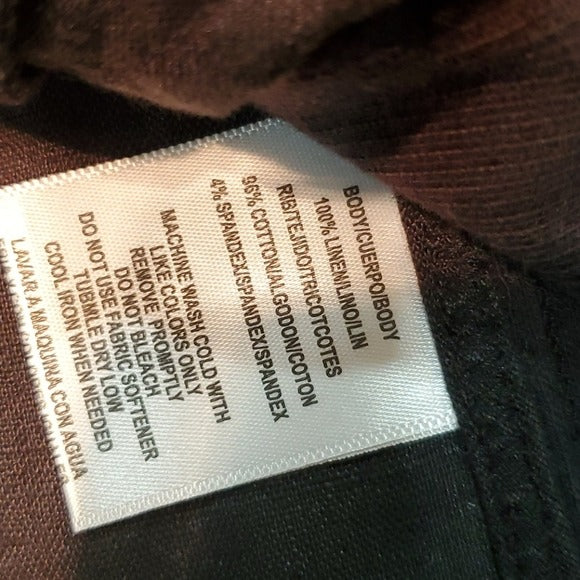 BODY/CUERPO/BODY
100% LINEN/LINO/LIN
RIB/TEJIDO/TRICOTCOTES
96% COTTON/ALGODON/COTON
4% SPANDEX/SPANDEX/SPANDEX
MACHINE WASH COLD WITH
LIKE COLORS ONLY
REMOVE PROMPTLY
DO NOT BLEACH
DO NOT USE FABRIC SOFTENER
TUBMLE DRY LOW
COOL IRON WHEN NEEDED
LAVAR A MAQUINA CON AGUA